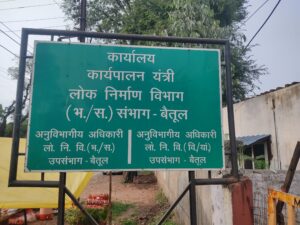 कार्यालय
कार्यपालन यंत्री
लोक निर्माण विभाग
(भ./स.) संभाग - बैतूल
अनुविभागीय अधिकारी
लो. नि. वि.(भ./स.)
उपसंभाग - बैतूल
अनुविभागीय अधिकारी
लो. नि. वि.(वि/यां)
उपसंभाग - बैतूल